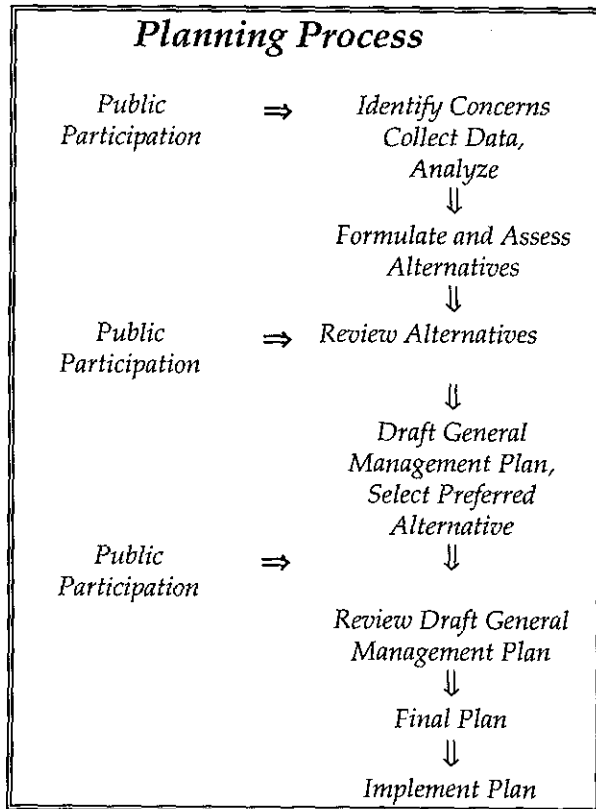 Planning Process
Public ⇒ Identify Concerns
Participation Collect Data,
Analyze
⇓
Formulate and Assess
Alternatives
⇓
Public ⇒ Review Alternatives
Participation
⇓
Draft General
Management Plan,
Select Preferred
Alternative
Public ⇒ ⇓
Participation
Review Draft General
Management Plan
⇓
Final Plan
⇓
Implement Plan